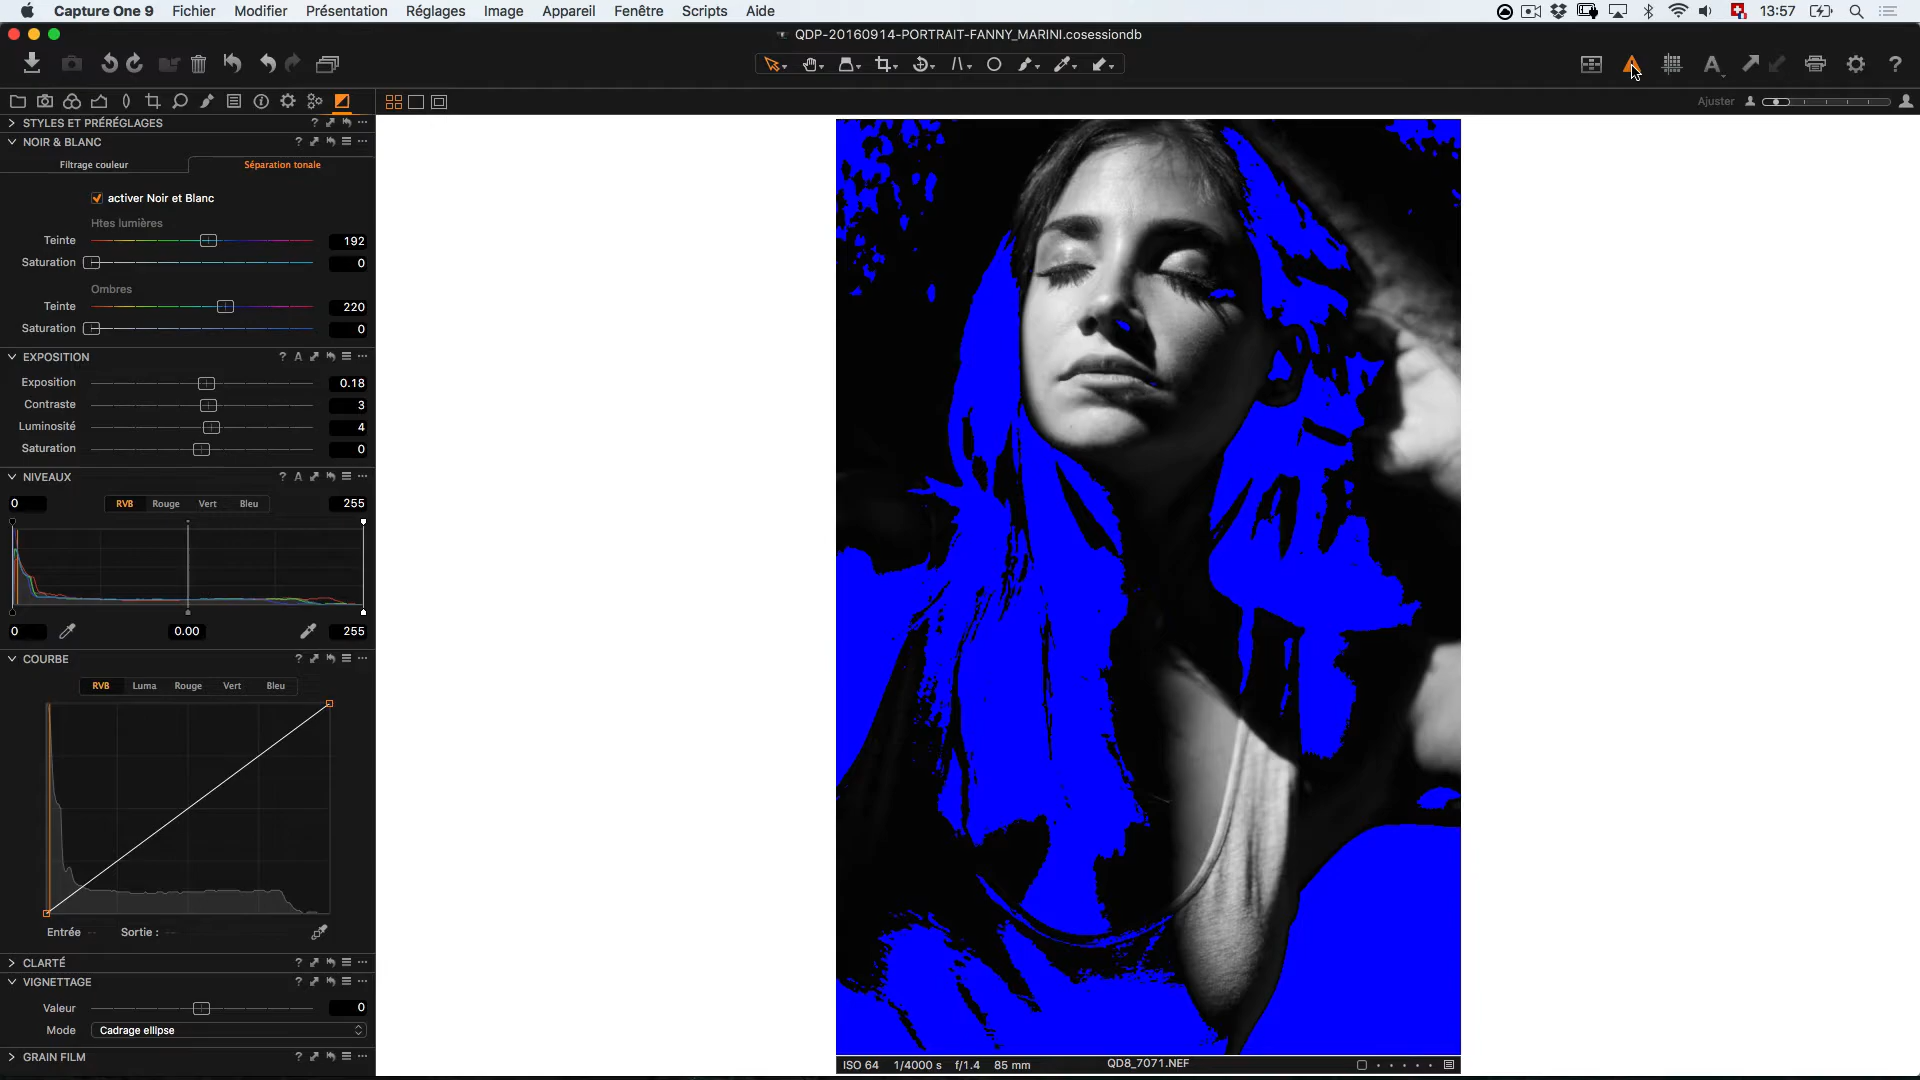 Capture One 9 Fichier Modifier Présentation Réglages Image Appareil Fenêtre Scripts Aide 13:57
QDP-20160914-PORTRAIT-FANNY_MARINI.cosessiondb
Ajuster
STYLES ET PRÉRÉGLAGES
NOIR & BLANC
Filtrage couleur Séparation tonale
activer Noir et Blanc
Htes lumières
Teinte 192
Saturation 0
Ombres
Teinte 220
Saturation 0
EXPOSITION
Exposition 0.18
Contraste 3
Luminosité 4
Saturation 0
NIVEAUX
0 RVB Rouge Vert Bleu 255
0 0.00 255
COURBE
RVB Luma Rouge Vert Bleu
Entrée -- Sortie : --
CLARTÉ
VIGNETTAGE
Valeur 0
Mode Cadrage ellipse
GRAIN FILM
ISO 64 1/4000 s f/1.4 85 mm QD8_7071.NEF